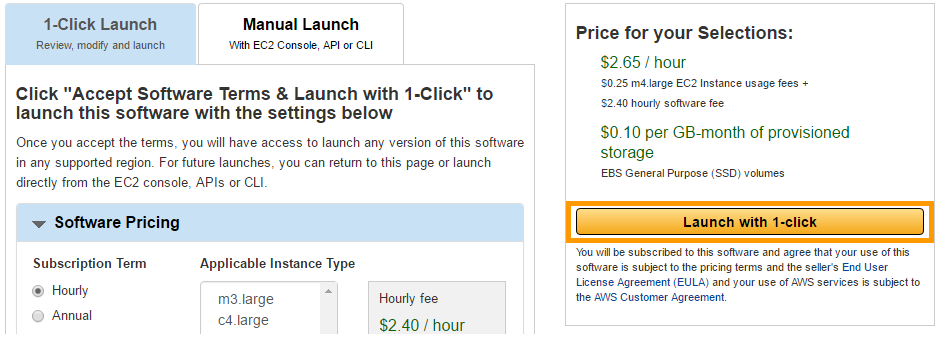 1-Click Launch
Review, modify and launch
Manual Launch
With EC2 Console, API or CLI
Click "Accept Software Terms & Launch with 1-Click" to
launch this software with the settings below
Once you accept the terms, you will have access to launch any version of this software
in any supported region. For future launches, you can return to this page or launch
directly from the EC2 console, APIs or CLI.
Software Pricing
Subscription Term
Hourly
Annual
Applicable Instance Type
m3.large
c4.large
Hourly fee
$2.40 / hour
Price for your Selections:
$2.65 / hour
$0.25 m4.large EC2 Instance usage fees +
$2.40 hourly software fee
$0.10 per GB-month of provisioned
storage
EBS General Purpose (SSD) volumes
Launch with 1-click
You will be subscribed to this software and agree that your use of this
software is subject to the pricing terms and the seller's End User
License Agreement (EULA) and your use of AWS services is subject to
the AWS Customer Agreement.